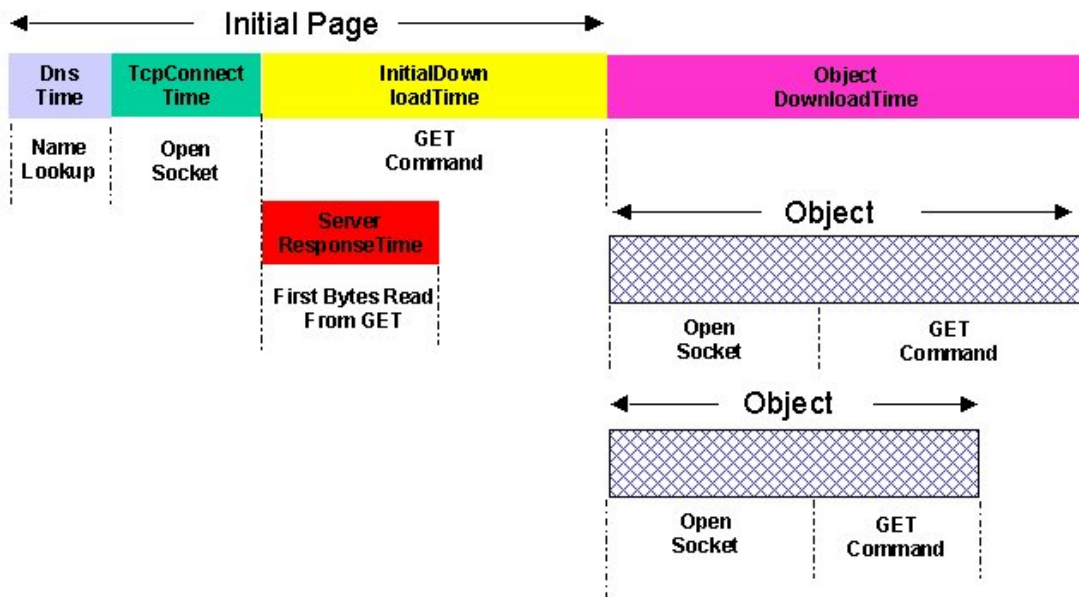 Initial Page
Dns
Time
TcpConnect
Time
InitialDown
loadTime
Object
DownloadTime
Name
Lookup
Open
Socket
GET
Command
Server
ResponseTime
First Bytes Read
From GET
Object
Open
Socket
GET
Command
Object
Open
Socket
GET
Command